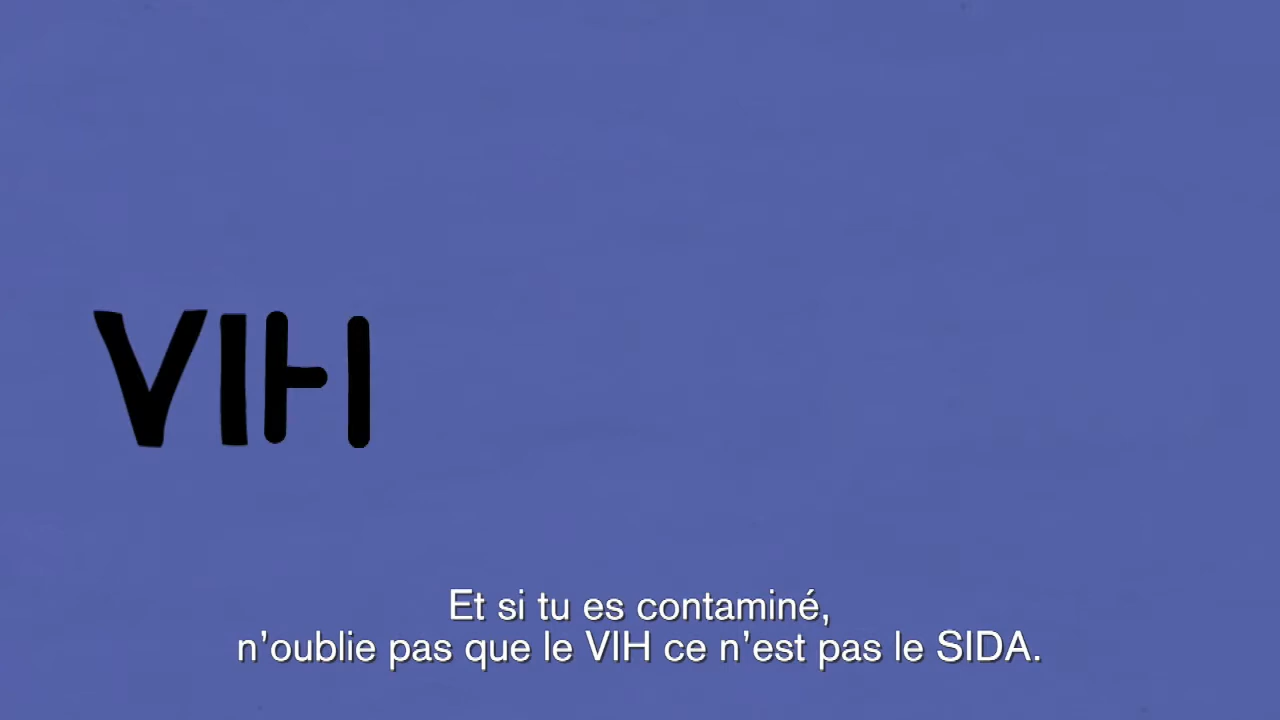 VIH
Et si tu es contaminé,
n’oublie pas que le VIH ce n’est pas le SIDA.